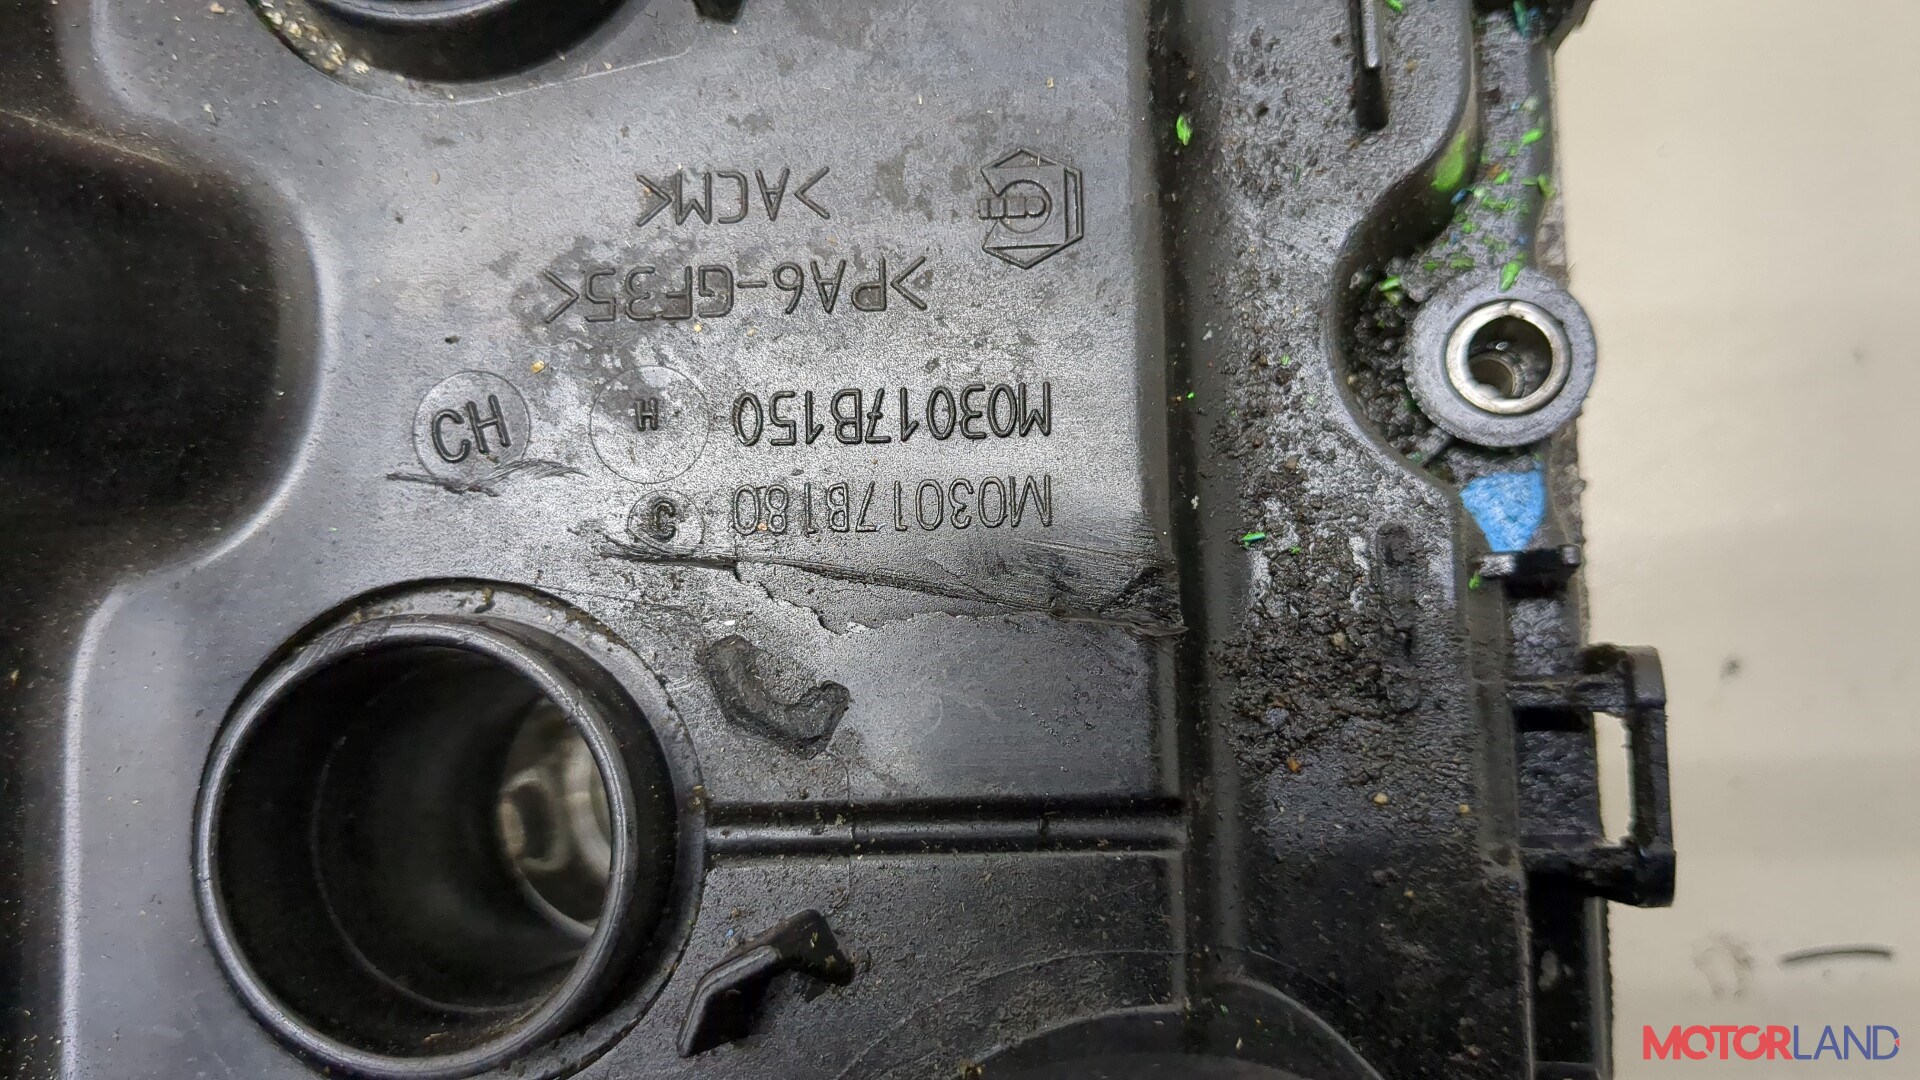 M03017B180 C
M03017B150 H CH
>PA6-GF35<
>ACM<
MOTORLAND